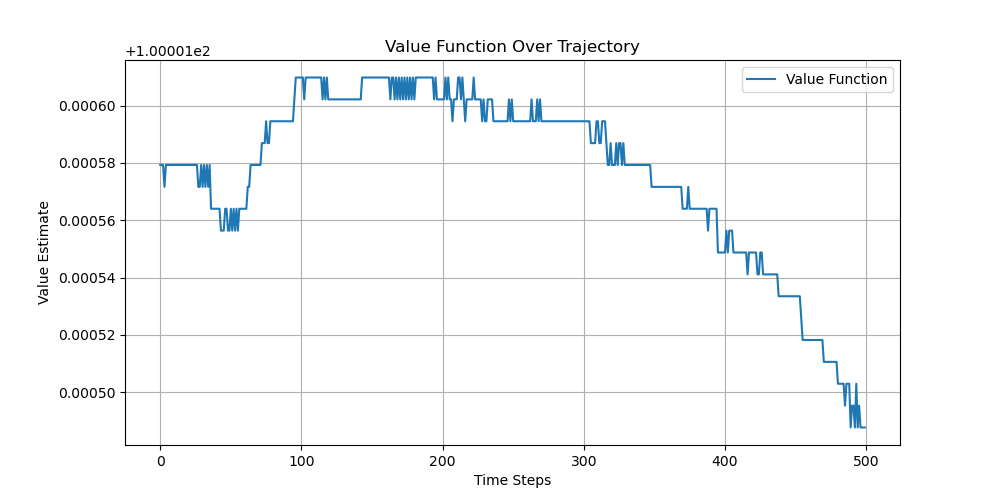 Value Function Over Trajectory
+1.00001e2
Value Function
0.00060
0.00058
0.00056
0.00054
0.00052
0.00050
Value Estimate
0 100 200 300 400 500
Time Steps